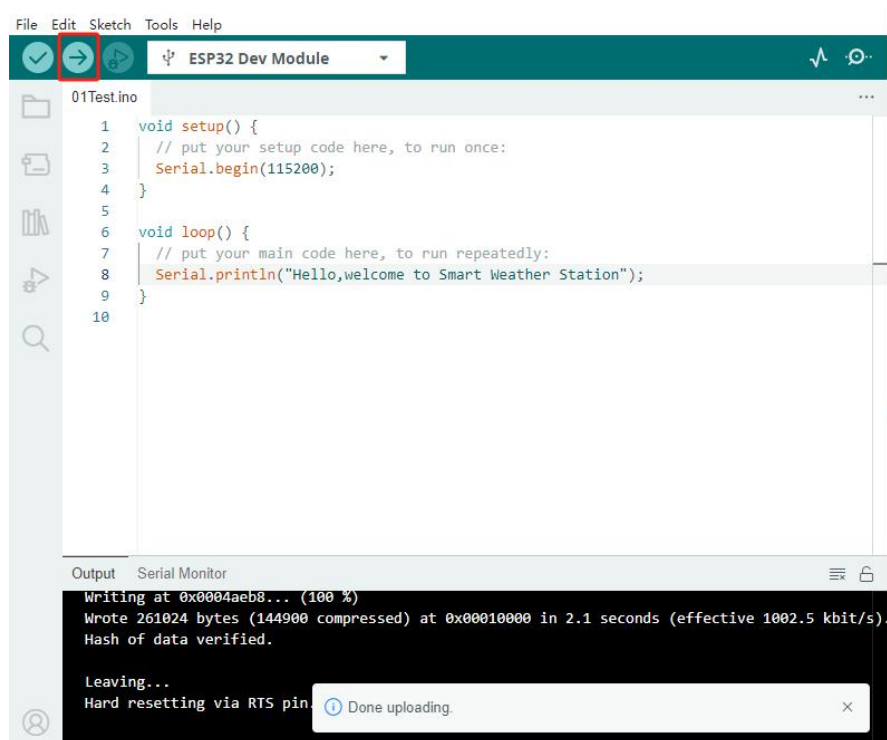 File Edit Sketch Tools Help
ESP32 Dev Module
01Test.ino
1 void setup() {
2 // put your setup code here, to run once:
3 Serial.begin(115200);
4 }
5
6 void loop() {
7 // put your main code here, to run repeatedly:
8 Serial.println("Hello,welcome to Smart Weather Station");
9 }
10
Output Serial Monitor
Writing at 0x0004aeb8... (100 %)
Wrote 261024 bytes (144900 compressed) at 0x00010000 in 2.1 seconds (effective 1002.5 kbit/s).
Hash of data verified.
Leaving...
Hard resetting via RTS pin.
Done uploading.